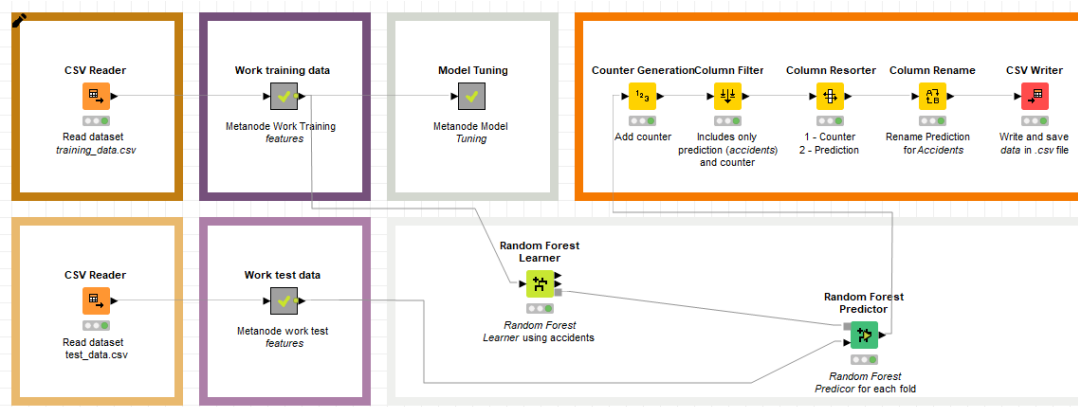 CSV Reader
Read dataset
training_data.csv
Work training data
Metanode Work Training
features
Model Tuning
Metanode Model
Tuning
Counter Generation
1 2 3
Add counter
Column Filter
Includes only
prediction (accidents)
and counter
Column Resorter
1 - Counter
2 - Prediction
Column Rename
A
B
Rename Prediction
for Accidents
CSV Writer
Write and save
data in .csv file
CSV Reader
Read dataset
test_data.csv
Work test data
Metanode work test
features
Random Forest
Learner
Random Forest
Learner using accidents
Random Forest
Predictor
Random Forest
Predicor for each fold